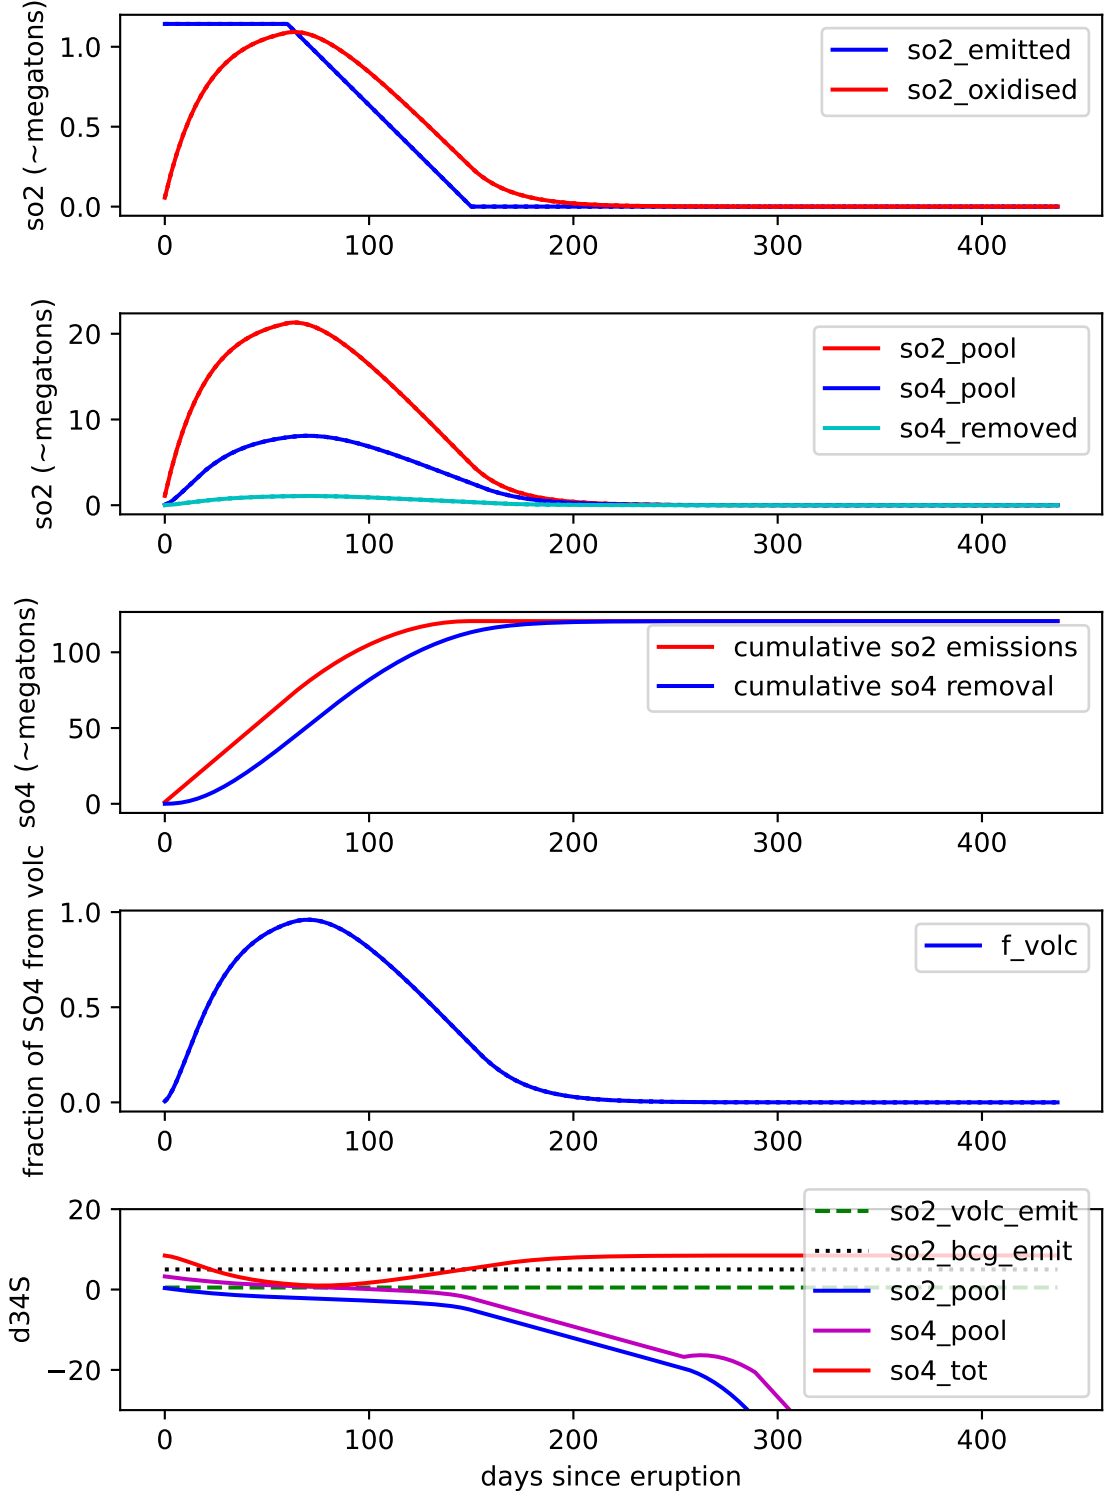 so2 (~megatons)
1.0
0.5
0.0
so2_emitted
so2_oxidised
0 100 200 300 400
so2 (~megatons)
20
10
0
so2_pool
so4_pool
so4_removed
0 100 200 300 400
so4 (~megatons)
100
50
0
cumulative so2 emissions
cumulative so4 removal
0 100 200 300 400
fraction of SO4 from volc
1.0
0.5
0.0
f_volc
0 100 200 300 400
d34S
20
0
−20
so2_volc_emit
so2_bcg_emit
so2_pool
so4_pool
so4_tot
0 100 200 300 400
days since eruption